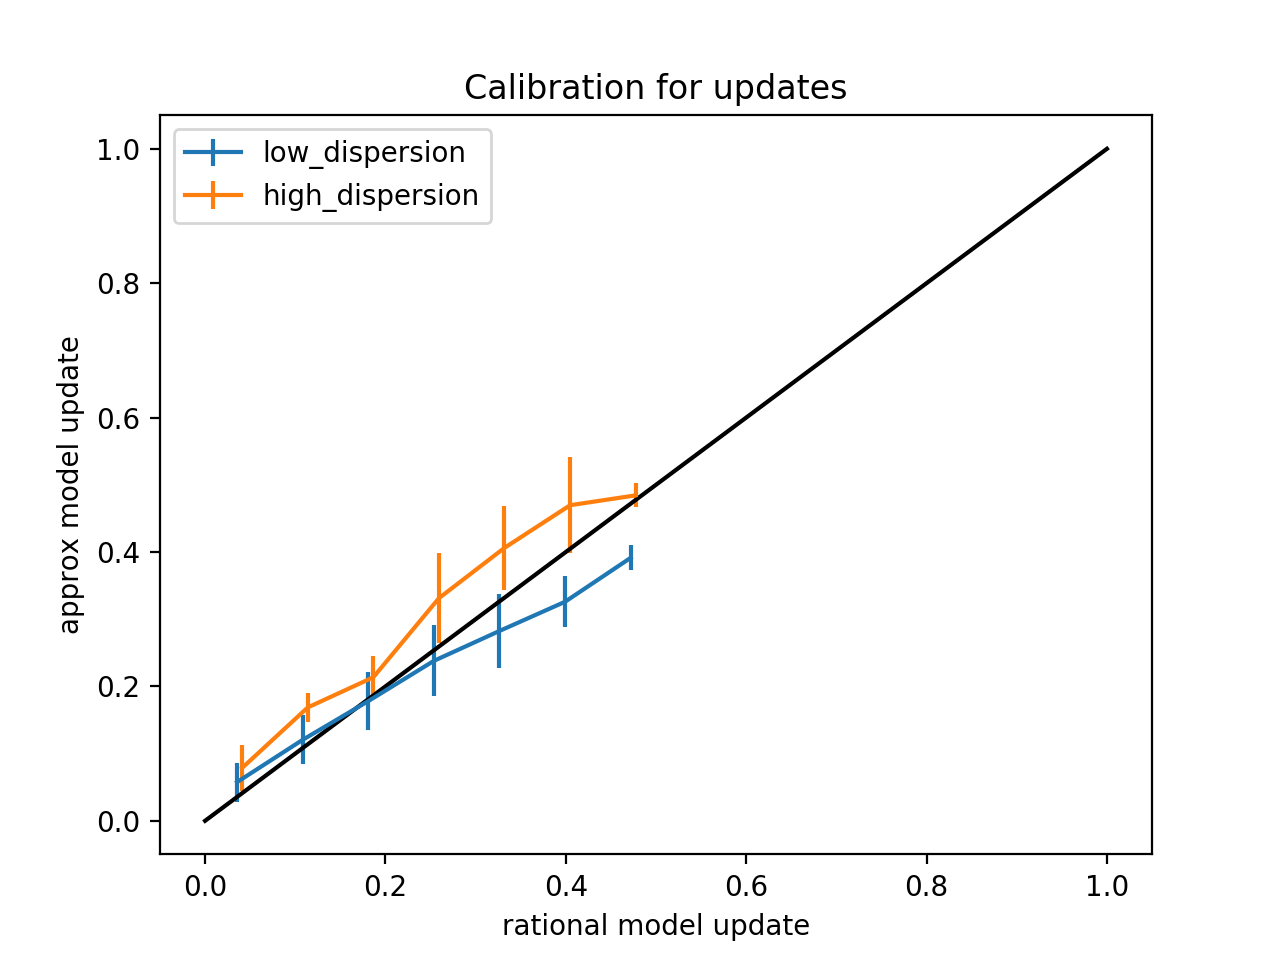 Calibration for updates
low_dispersion
high_dispersion
1.0
0.8
0.6
0.4
0.2
0.0
approx model update
0.0 0.2 0.4 0.6 0.8 1.0
rational model update